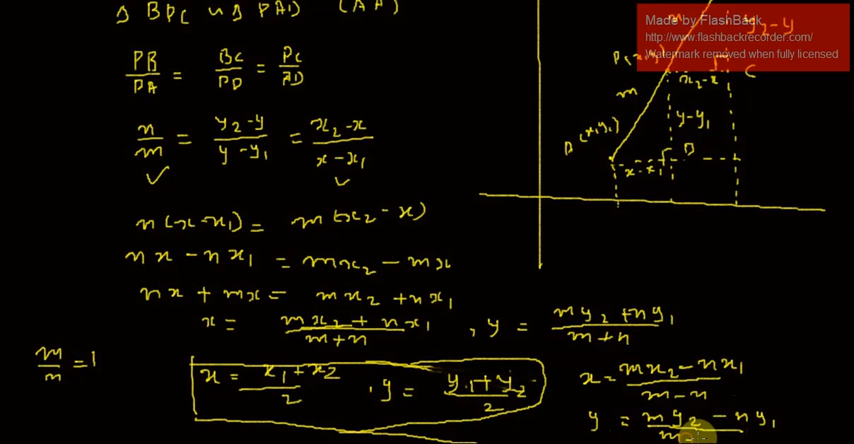 Δ BPC ∼ Δ PAD (AA)
PB/PA = BC/PD = PC/AD
n/m = y₂-y/y-y₁ = x₂-x/x-x₁
n(x-x₁) = m(x₂-x)
nx - nx₁ = mx₂ - mx
nx + mx = mx₂ + nx₁
x = mx₂ + nx₁/m+n , y = my₂ + ny₁/m+n
m/n = 1
x = x₁ + x₂/2 , y = y₁ + y₂/2
x = mx₂ - nx₁/m - n
y = my₂ - ny₁/m -
Made by FlashBack
http://www.flashbackrecorder.com/
Watermark removed when fully licensed
m
y₂-y
P(x,y)
C
x₂-x
m
y-y₁
A(x₁y₁)
D
x-x₁